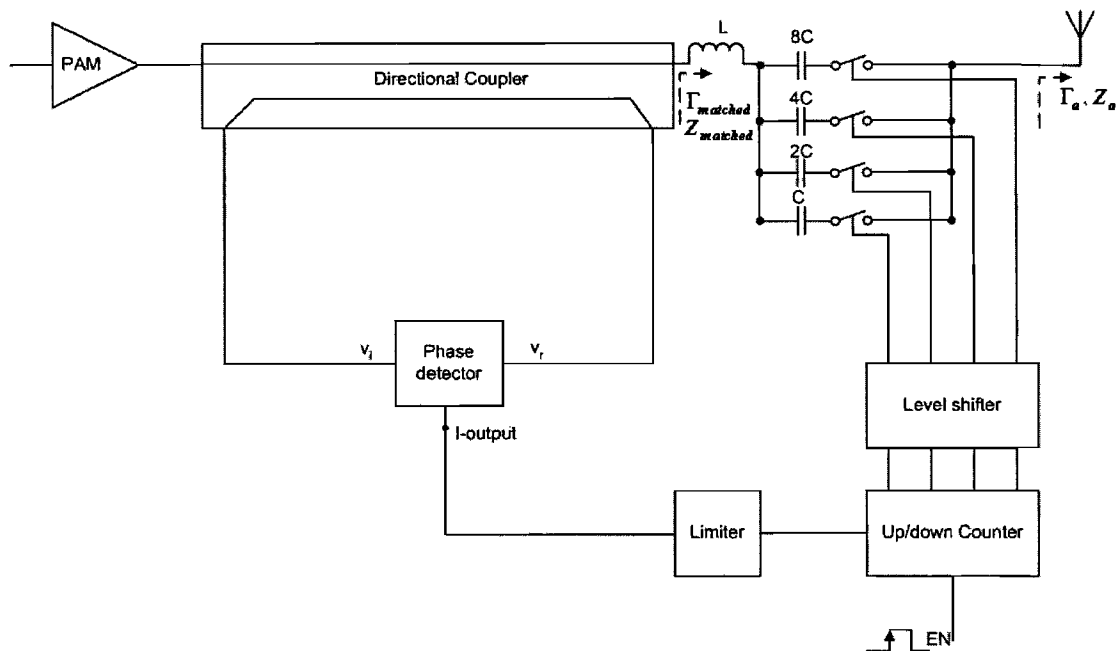 PAM
Directional Coupler
L
8C
4C
2C
C
Γmatched
Zmatched
Γa, Za
vi
Phase
detector
vr
I-output
Level shifter
Limiter
Up/down Counter
EN